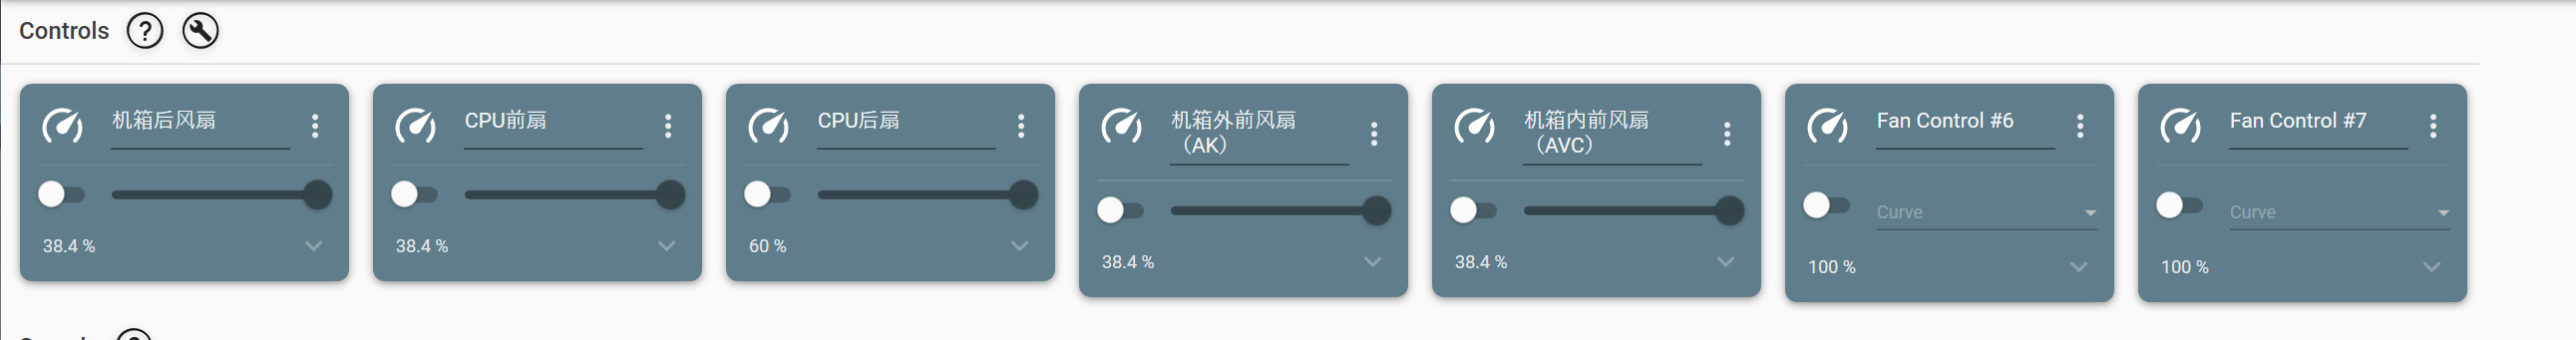 Controls
机箱后风扇
38.4 %
CPU前扇
38.4 %
CPU后扇
60 %
机箱外前风扇
（AK）
38.4 %
机箱内前风扇
（AVC）
38.4 %
Fan Control #6
Curve
100 %
Fan Control #7
Curve
100 %